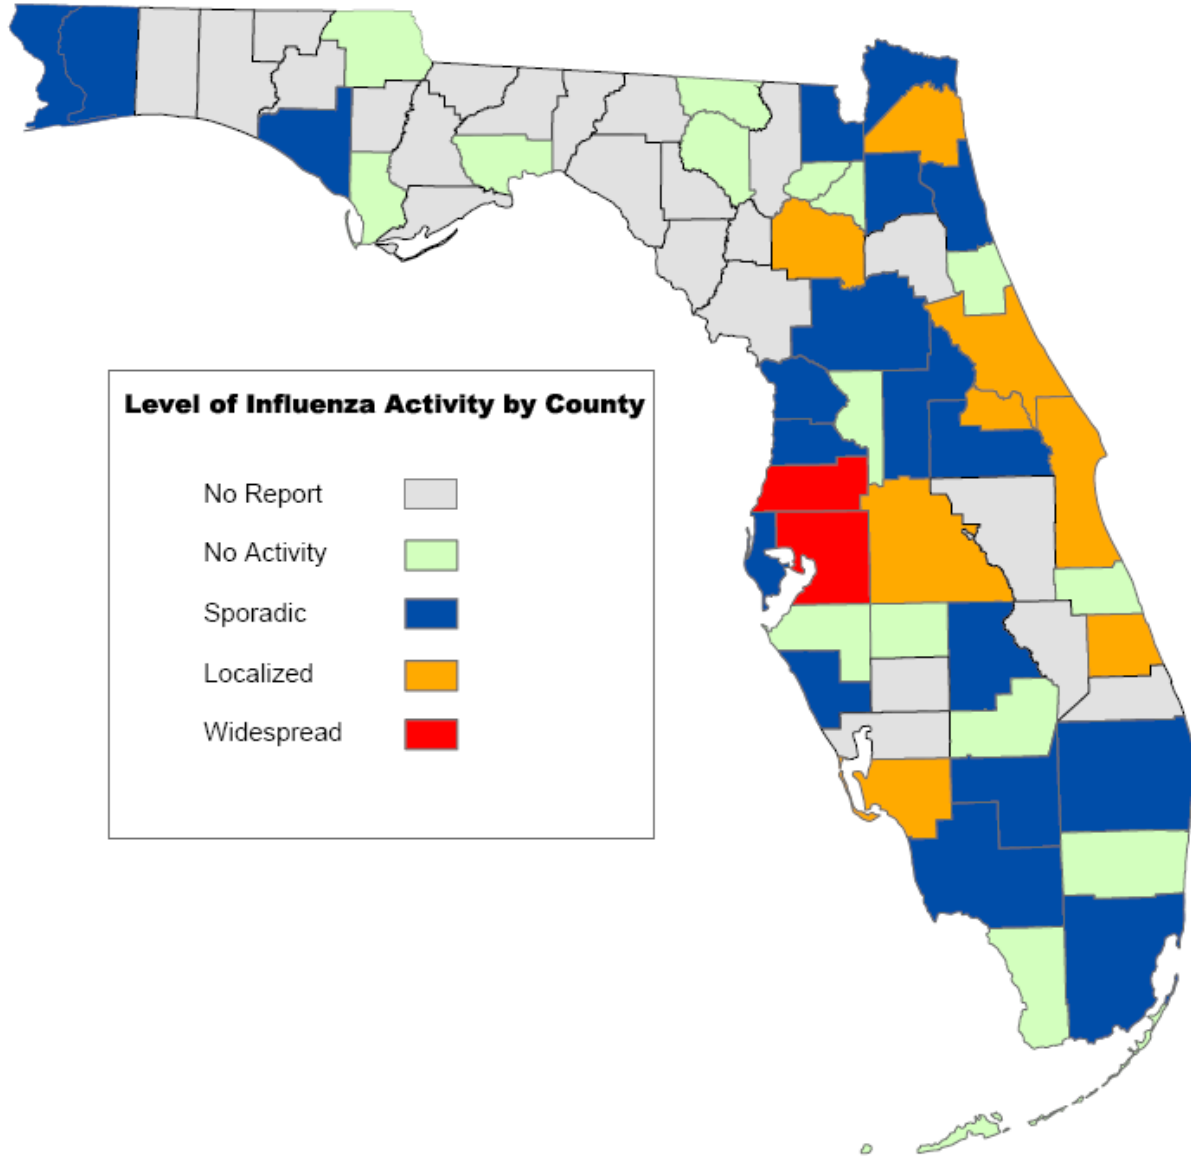 Level of Influenza Activity by County
No Report
No Activity
Sporadic
Localized
Widespread